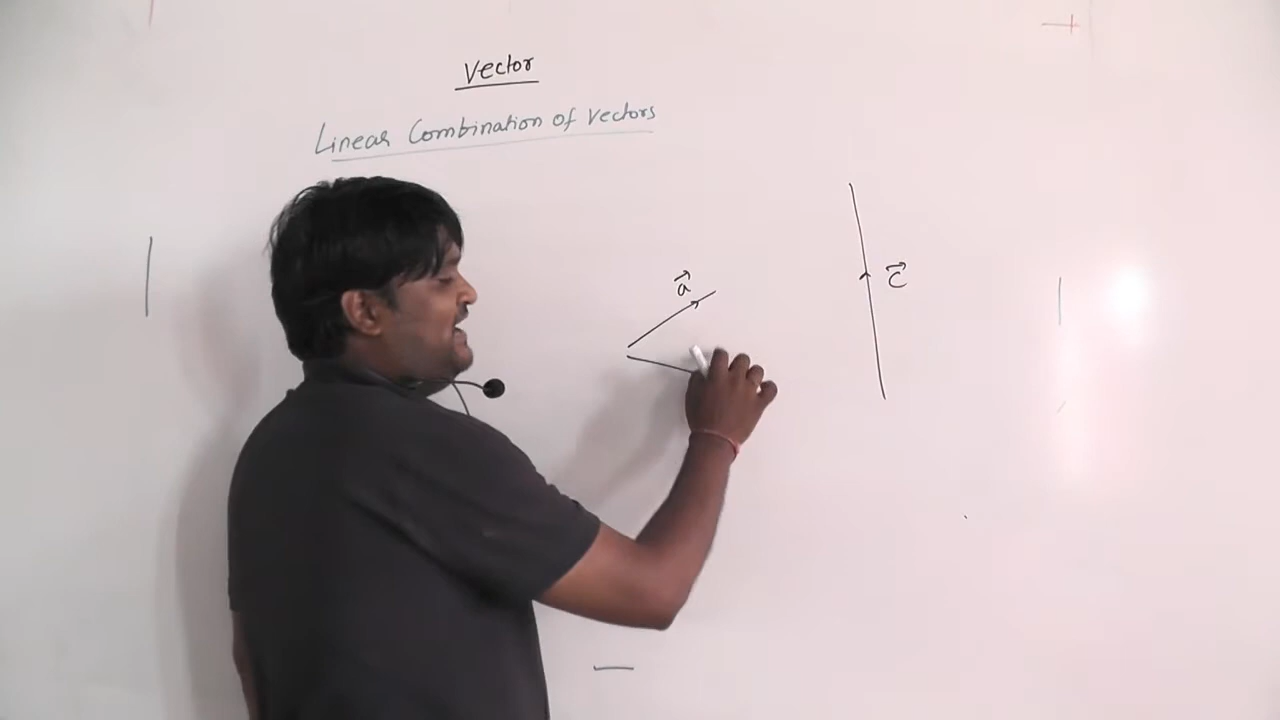 Vector
Linear Combination of Vectors
a⃗
c⃗